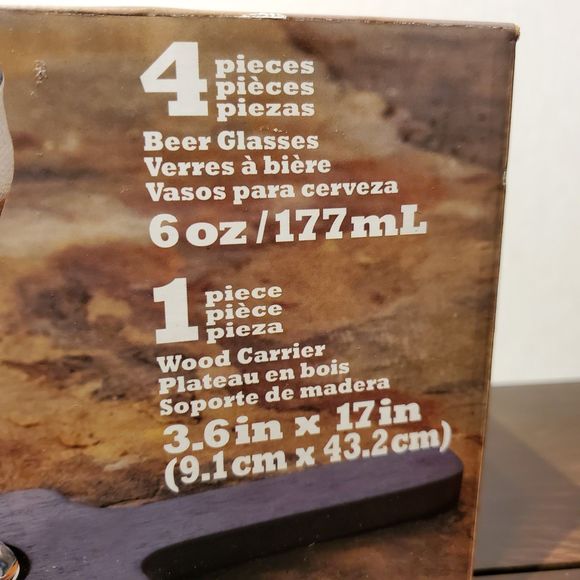 4 pieces
pièces
piezas
Beer Glasses
Verres à bière
Vasos para cerveza
6 oz / 177 mL
1 piece
pièce
pieza
Wood Carrier
Plateau en bois
Soporte de madera
3.6 in x 17 in
(9.1 cm x 43.2 cm)